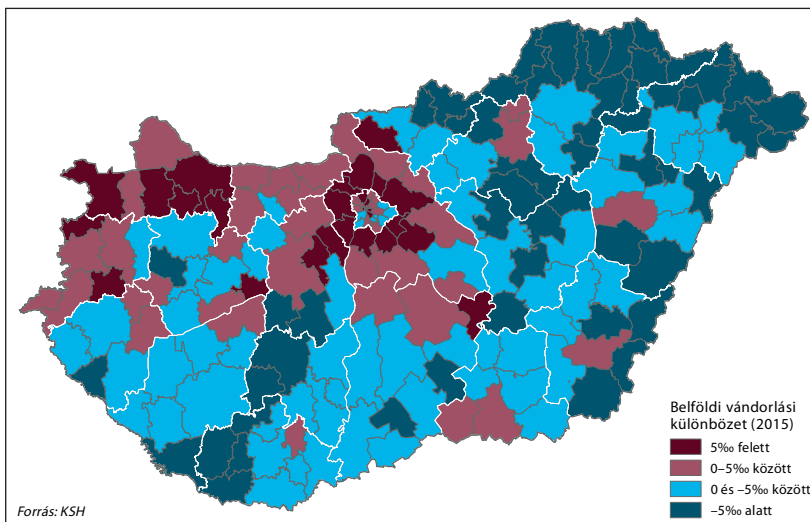 Belföldi vándorlási
különbözet (2015)
5‰ felett
0–5‰ között
0 és –5‰ között
–5‰ alatt
Forrás: KSH